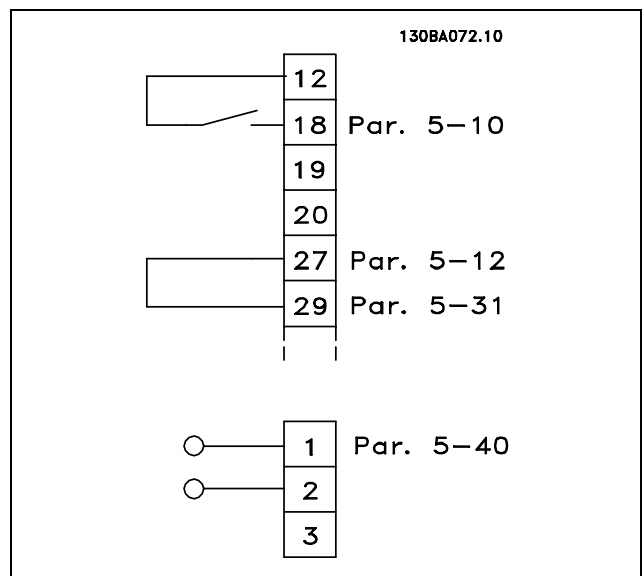 130BA072.10
12
18 Par. 5-10
19
20
27 Par. 5-12
29 Par. 5-31
1 Par. 5-40
2
3